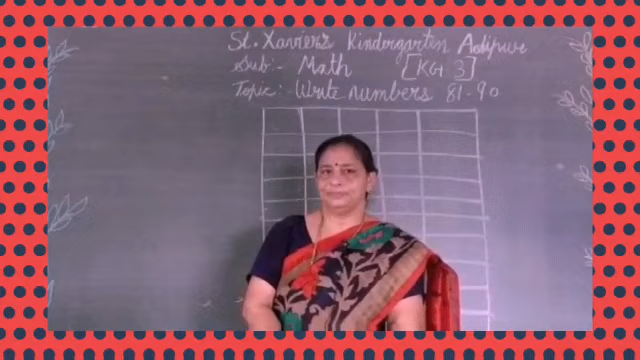 St. Xavier's Kindergarten Adipur
Sub:- Math [KG 3]
Topic:- Write numbers 81-90